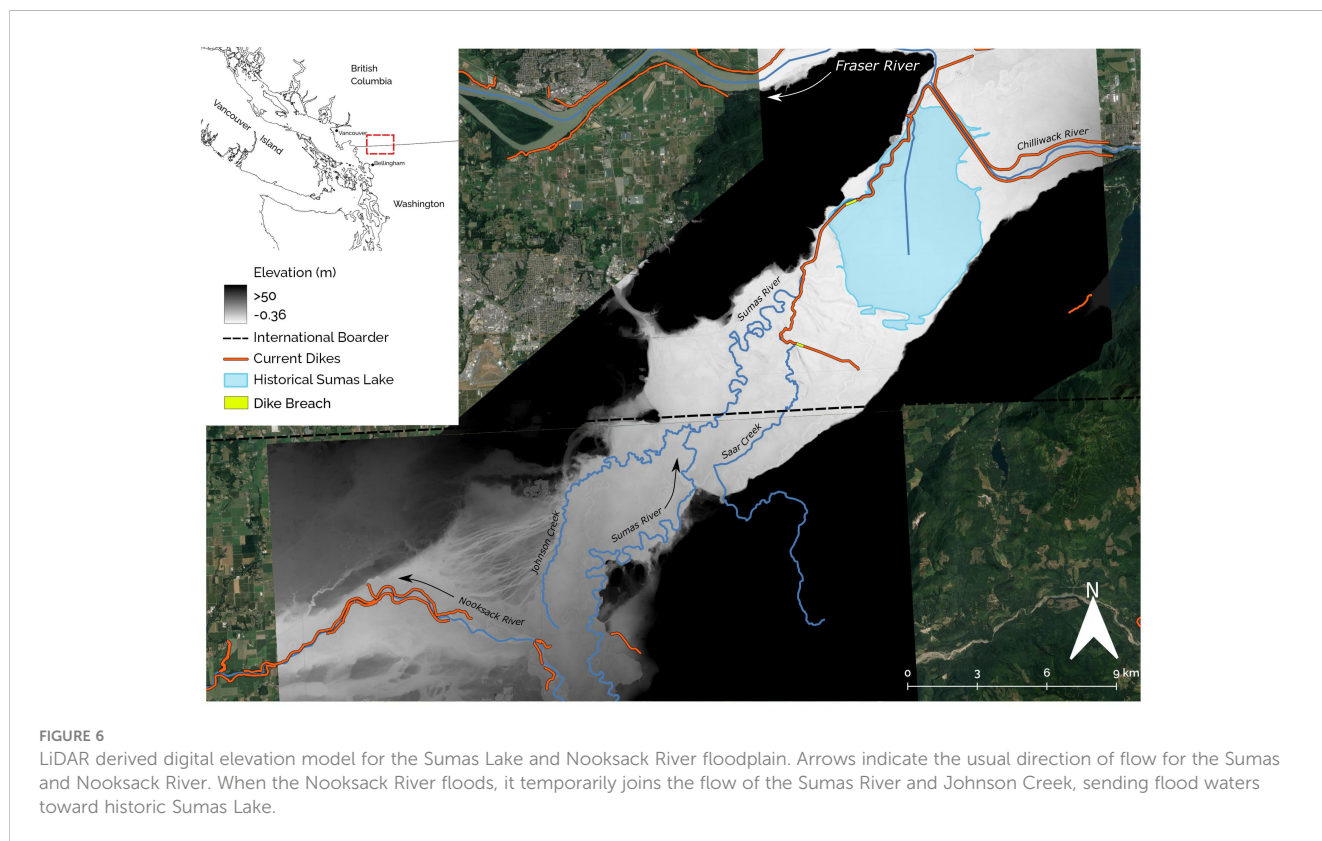 British
Columbia
Vancouver
Island
Vancouver
Bellingham
Washington
Elevation (m)
>50
-0.36
International Boarder
Current Dikes
Historical Sumas Lake
Dike Breach
Fraser River
Chilliwack River
Sumas River
Saar Creek
Sumas River
Johnson Creek
Nooksack River
N
0 3 6 9 km
FIGURE 6
LiDAR derived digital elevation model for the Sumas Lake and Nooksack River floodplain. Arrows indicate the usual direction of flow for the Sumas
and Nooksack River. When the Nooksack River floods, it temporarily joins the flow of the Sumas River and Johnson Creek, sending flood waters
toward historic Sumas Lake.